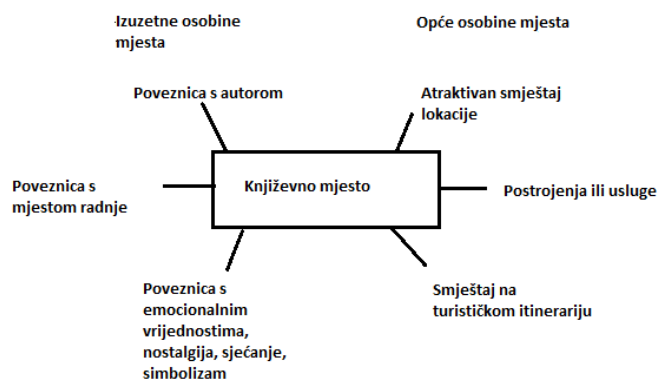 Izuzetne osobine
mjesta
Opće osobine mjesta
Poveznica s autorom
Atraktivan smještaj
lokacije
Poveznica s
mjestom radnje
Književno mjesto
Postrojenja ili usluge
Poveznica s
emocionalnim
vrijednostima,
nostalgija, sjećanje,
simbolizam
Smještaj na
turističkom itinerariju